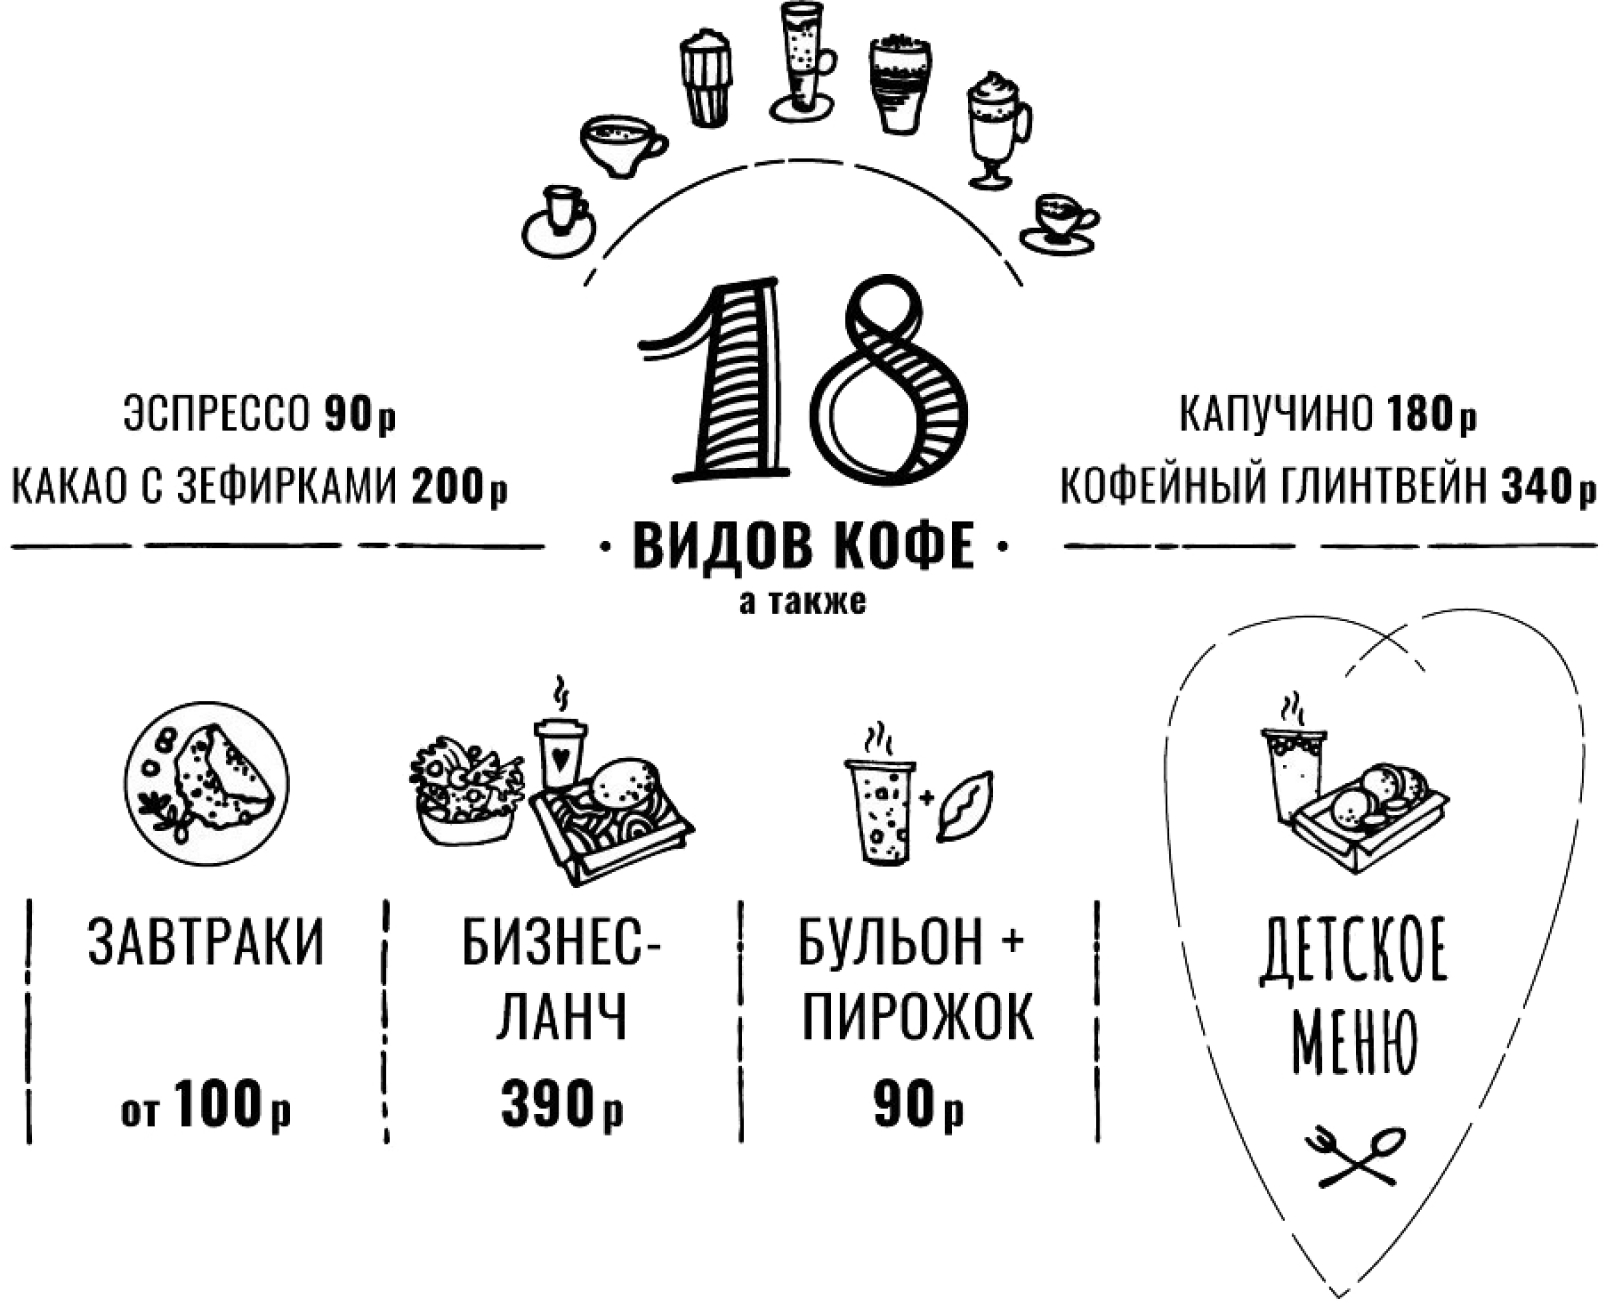 18
ЭСПРЕССО 90р
КАКАО С ЗЕФИРКАМИ 200р
КАПУЧИНО 180р
КОФЕЙНЫЙ ГЛИНТВЕЙН 340р
· ВИДОВ КОФЕ ·
а также
ЗАВТРАКИ
от 100р
БИЗНЕС-
ЛАНЧ
390р
+
БУЛЬОН +
ПИРОЖОК
90р
ДЕТСКОЕ
МЕНЮ